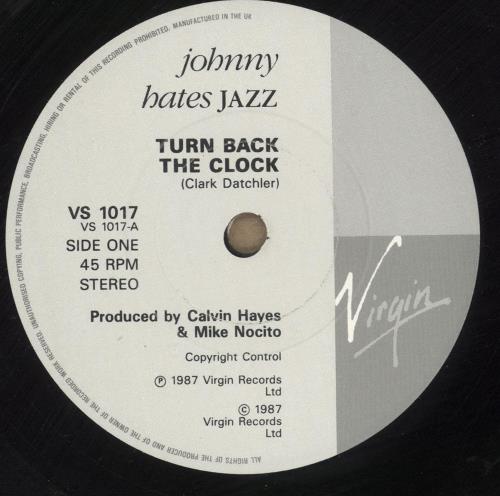 johnny
hates JAZZ
TURN BACK
THE CLOCK
(Clark Datchler)
VS 1017
VS 1017-A
SIDE ONE
45 RPM
STEREO
Produced by Calvin Hayes
& Mike Nocito
Copyright Control
Ⓟ 1987 Virgin Records
Ltd
© 1987
Virgin Records
Ltd
Virgin
ALL RIGHTS OF THE PRODUCER AND OF THE OWNER OF THE RECORDED WORK RESERVED. UNAUTHORISED COPYING, PUBLIC PERFORMANCE, BROADCASTING, HIRING OR RENTAL OF THIS RECORDING PROHIBITED. MANUFACTURED IN THE UK